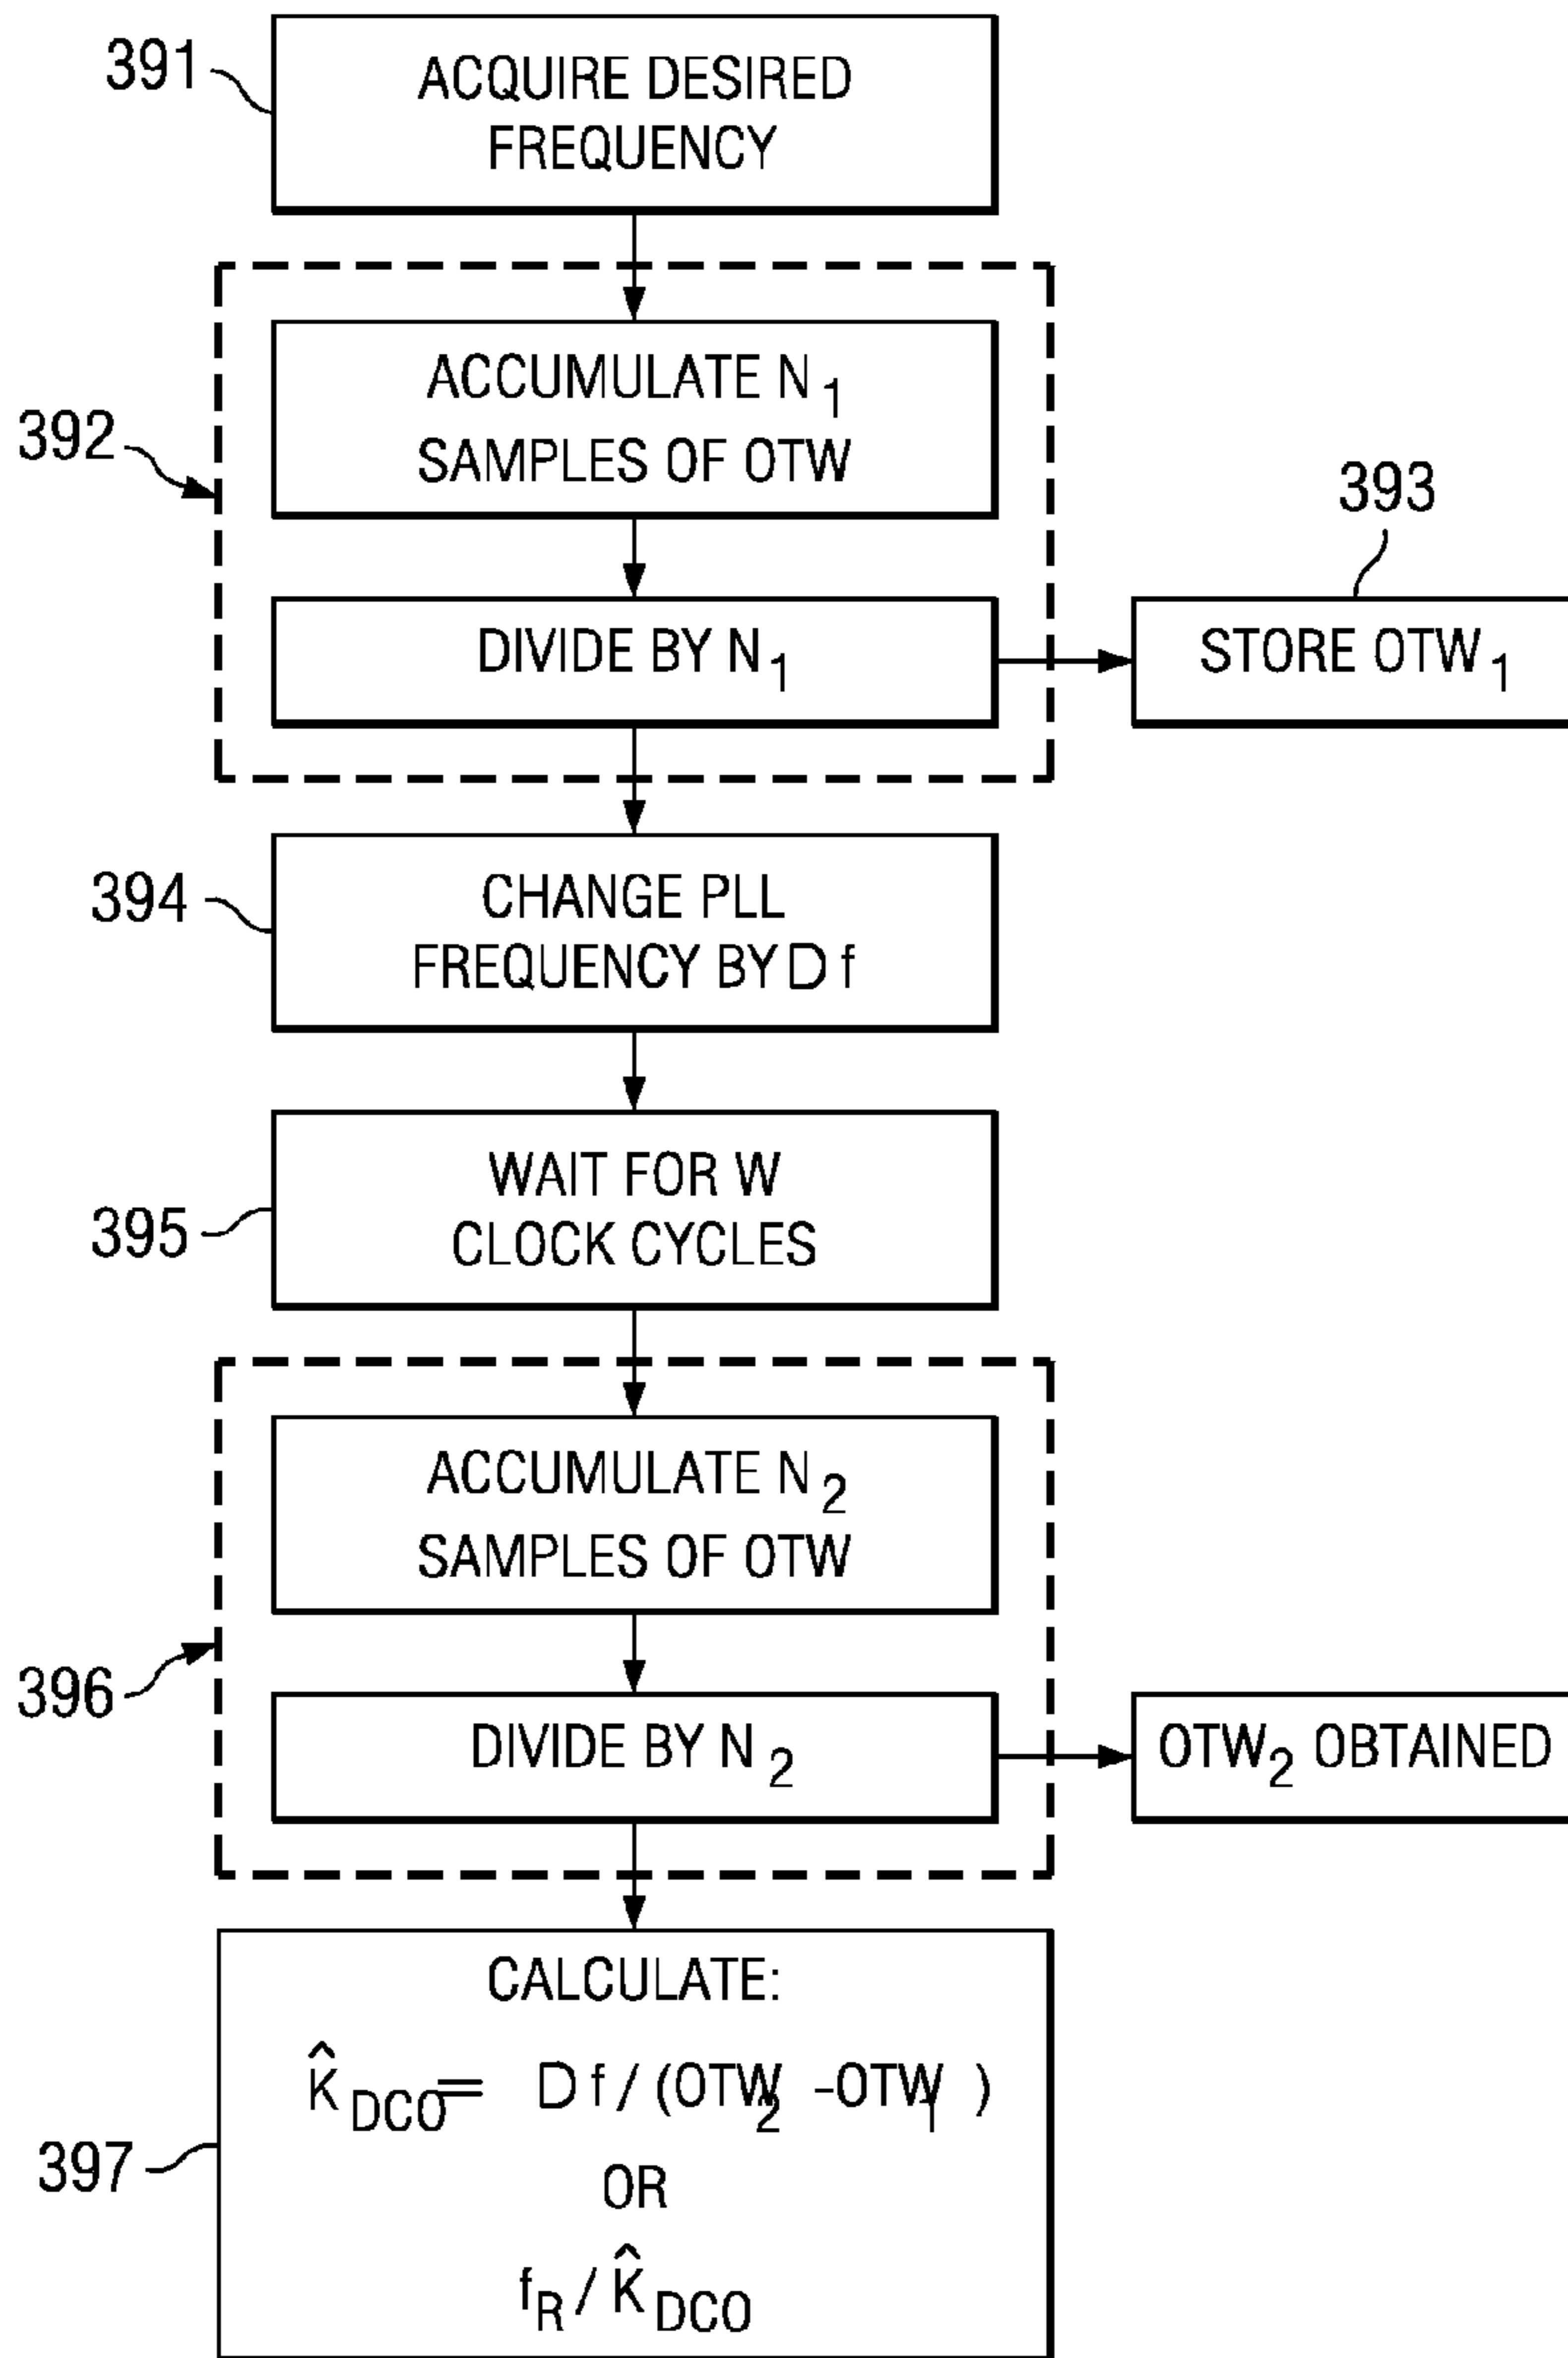 391
ACQUIRE DESIRED
FREQUENCY
392
ACCUMULATE N1
SAMPLES OF OTW
DIVIDE BY N1
393
STORE OTW1
394
CHANGE PLL
FREQUENCY BY D f
395
WAIT FOR W
CLOCK CYCLES
396
ACCUMULATE N2
SAMPLES OF OTW
DIVIDE BY N2
OTW2 OBTAINED
397
CALCULATE:
K̂DCO= D f / (OTW2 -OTW1 )
OR
fR / K̂DCO